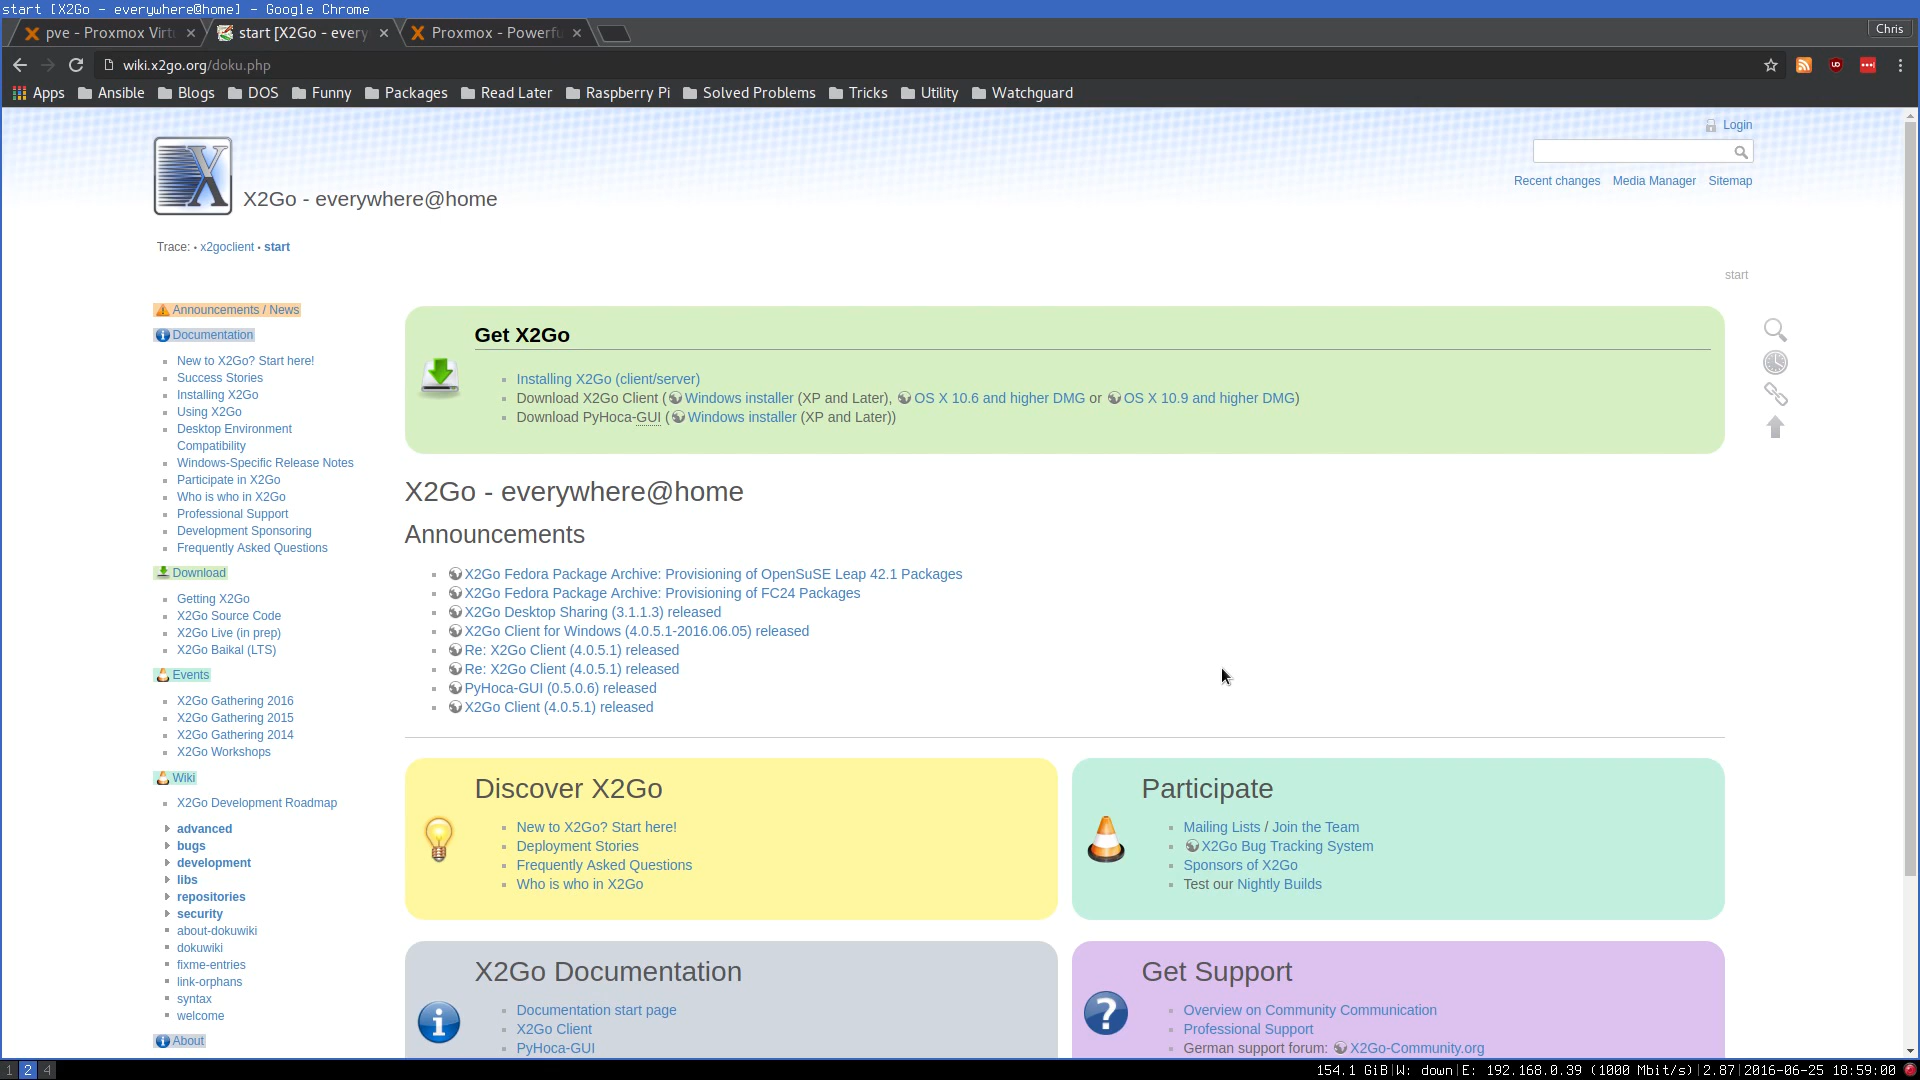 start [X2Go - everywhere@home] - Google Chrome
pve - Proxmox Virtu
start [X2Go - every
Proxmox - Powerfu
Chris
wiki.x2go.org/doku.php
Apps Ansible Blogs DOS Funny Packages Read Later Raspberry Pi Solved Problems Tricks Utility Watchguard
Login
X2Go - everywhere@home
Recent changes Media Manager Sitemap
Trace: • x2goclient • start
start
Announcements / News
Documentation
New to X2Go? Start here!
Success Stories
Installing X2Go
Using X2Go
Desktop Environment
Compatibility
Windows-Specific Release Notes
Participate in X2Go
Who is who in X2Go
Professional Support
Development Sponsoring
Frequently Asked Questions
Download
Getting X2Go
X2Go Source Code
X2Go Live (in prep)
X2Go Baikal (LTS)
Events
X2Go Gathering 2016
X2Go Gathering 2015
X2Go Gathering 2014
X2Go Workshops
Wiki
X2Go Development Roadmap
advanced
bugs
development
libs
repositories
security
about-dokuwiki
dokuwiki
fixme-entries
link-orphans
syntax
welcome
About
Get X2Go
Installing X2Go (client/server)
Download X2Go Client (Windows installer (XP and Later), OS X 10.6 and higher DMG or OS X 10.9 and higher DMG)
Download PyHoca-GUI (Windows installer (XP and Later))
X2Go - everywhere@home
Announcements
X2Go Fedora Package Archive: Provisioning of OpenSuSE Leap 42.1 Packages
X2Go Fedora Package Archive: Provisioning of FC24 Packages
X2Go Desktop Sharing (3.1.1.3) released
X2Go Client for Windows (4.0.5.1-2016.06.05) released
Re: X2Go Client (4.0.5.1) released
Re: X2Go Client (4.0.5.1) released
PyHoca-GUI (0.5.0.6) released
X2Go Client (4.0.5.1) released
Discover X2Go
New to X2Go? Start here!
Deployment Stories
Frequently Asked Questions
Who is who in X2Go
Participate
Mailing Lists / Join the Team
X2Go Bug Tracking System
Sponsors of X2Go
Test our Nightly Builds
X2Go Documentation
Documentation start page
X2Go Client
PyHoca-GUI
Get Support
Overview on Community Communication
Professional Support
German support forum: X2Go-Community.org
1 2 4
154.1 GiB|W: down|E: 192.168.0.39 (1000 Mbit/s)|2.87|2016-06-25 18:59:00